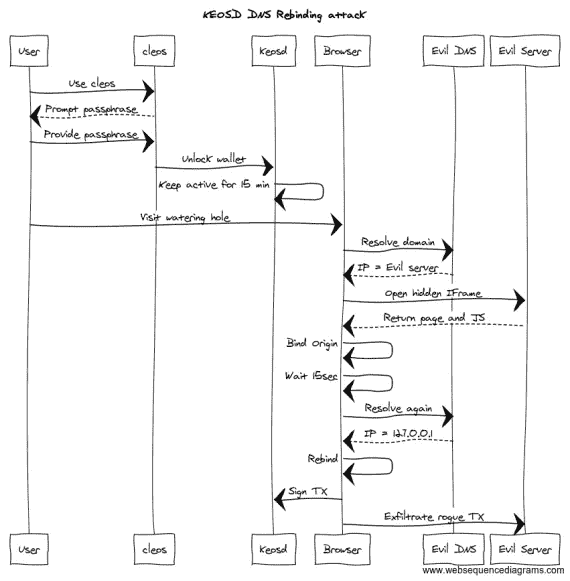 KEOSD DNS Rebinding attack
User cleos Keosd Browser Evil DNS Evil Server
Use cleos
Prompt passphrase
Provide passphrase
Unlock wallet
Keep active for 15 min
Visit watering hole
Resolve domain
IP = Evil server
Open hidden IFrame
Return page and JS
Bind Origin
Wait 15sec
Resolve again
IP = 127.0.0.1
Rebind
Sign TX
Exfiltrate rogue TX
User cleos Keosd Browser Evil DNS Evil Server
www.websequencediagrams.com